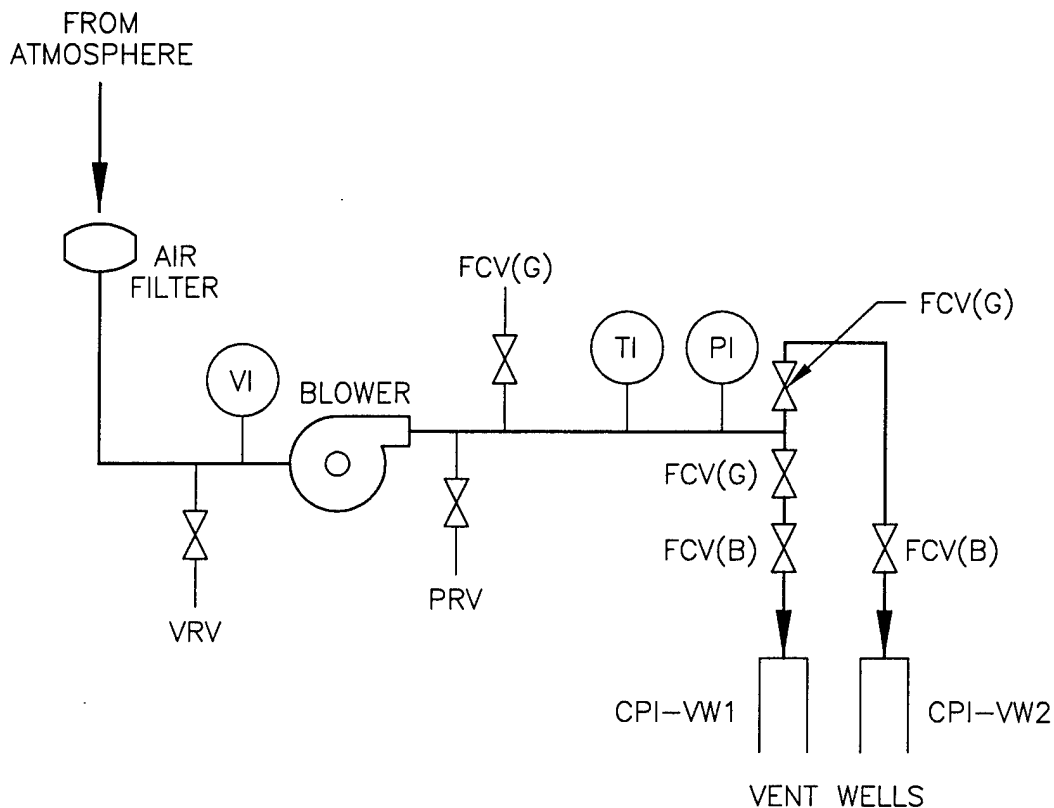 FROM
ATMOSPHERE
AIR
FILTER
VI
BLOWER
FCV(G)
TI
PI
FCV(G)
FCV(G)
FCV(B)
FCV(B)
VRV
PRV
CPI-VW1
CPI-VW2
VENT WELLS